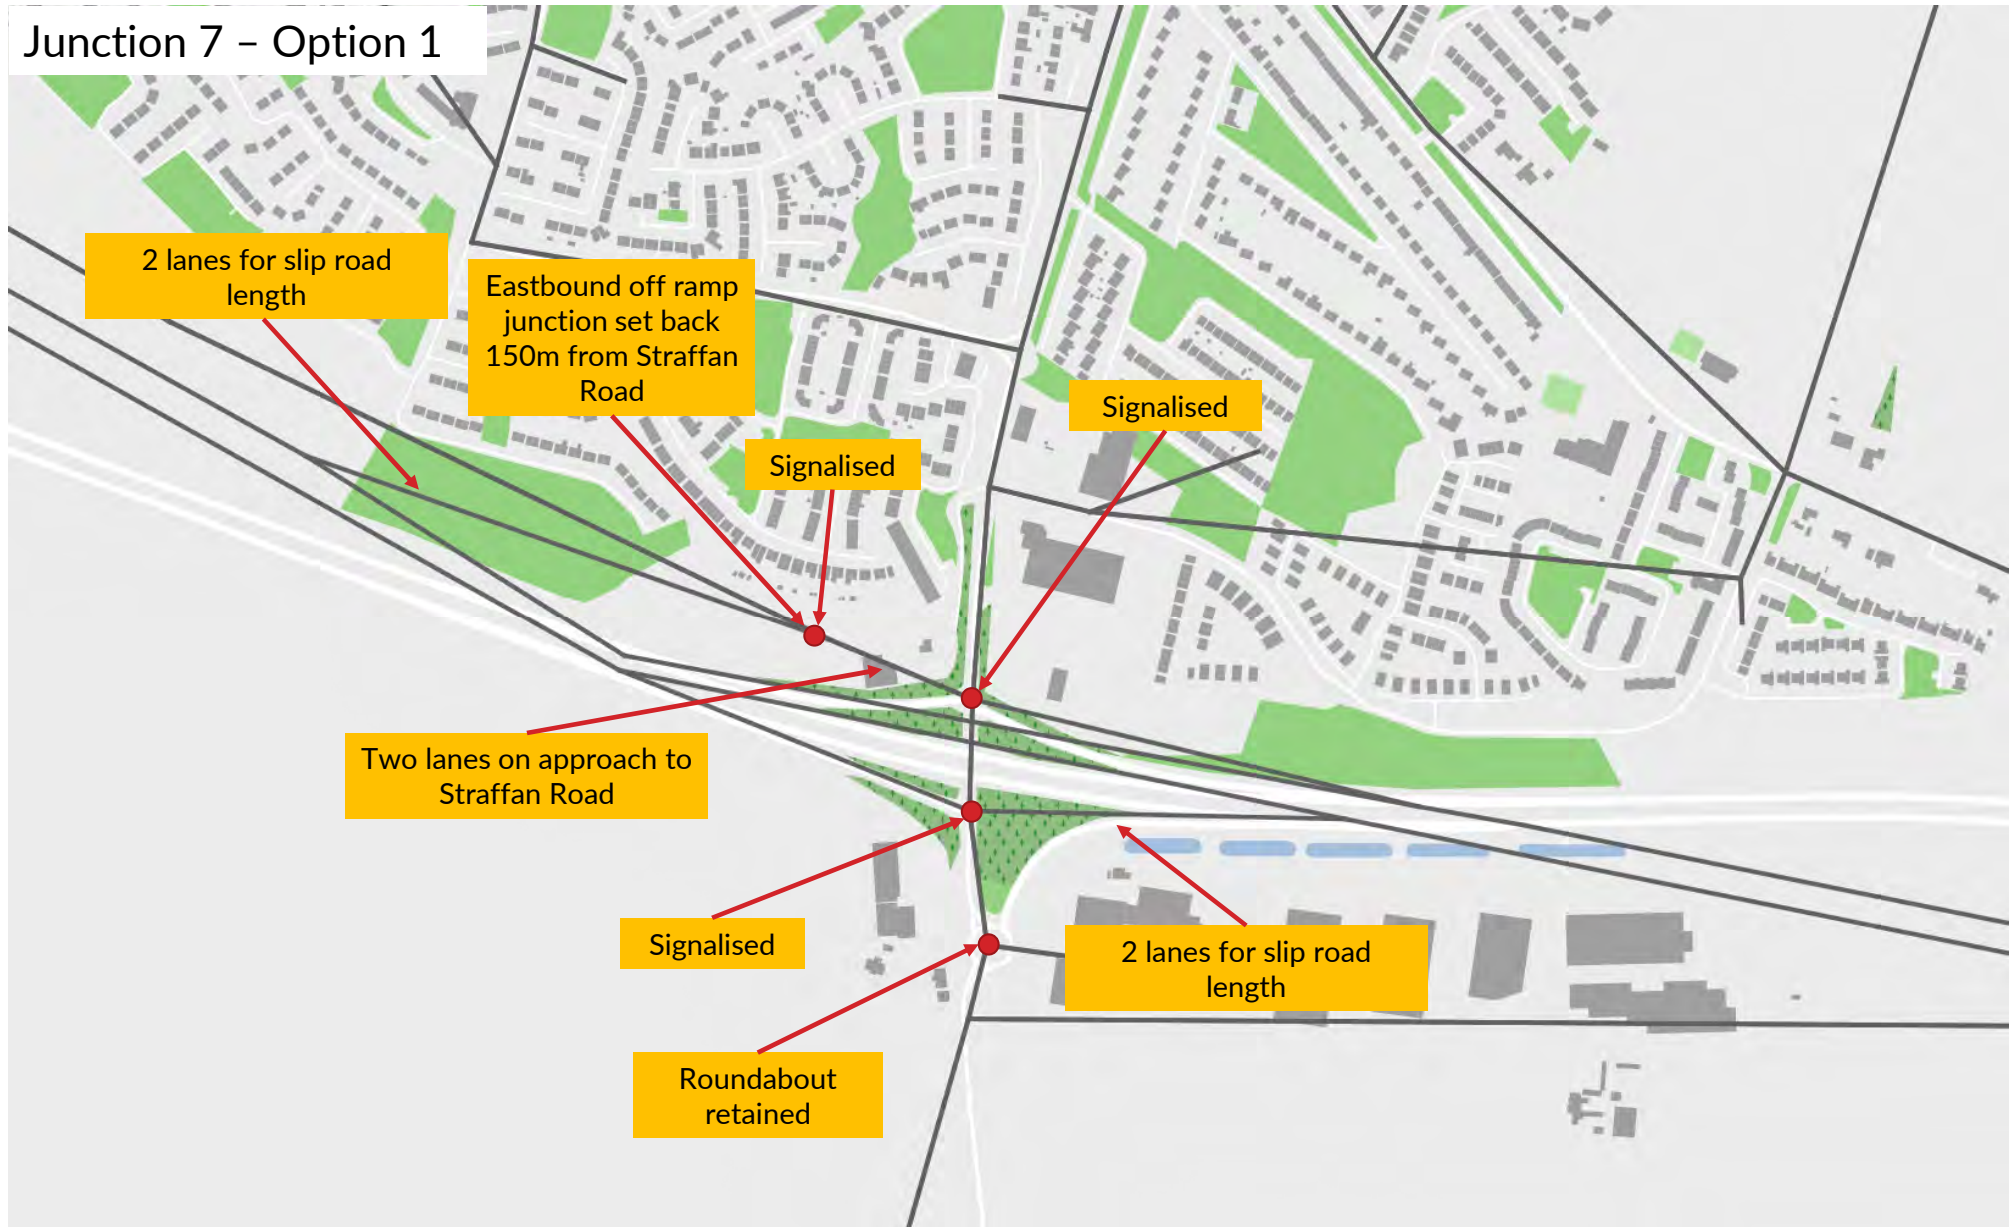 Junction 7 – Option 1
2 lanes for slip road
length
Eastbound off ramp
junction set back
150m from Straffan
Road
Signalised
Signalised
Two lanes on approach to
Straffan Road
Signalised
2 lanes for slip road
length
Roundabout
retained